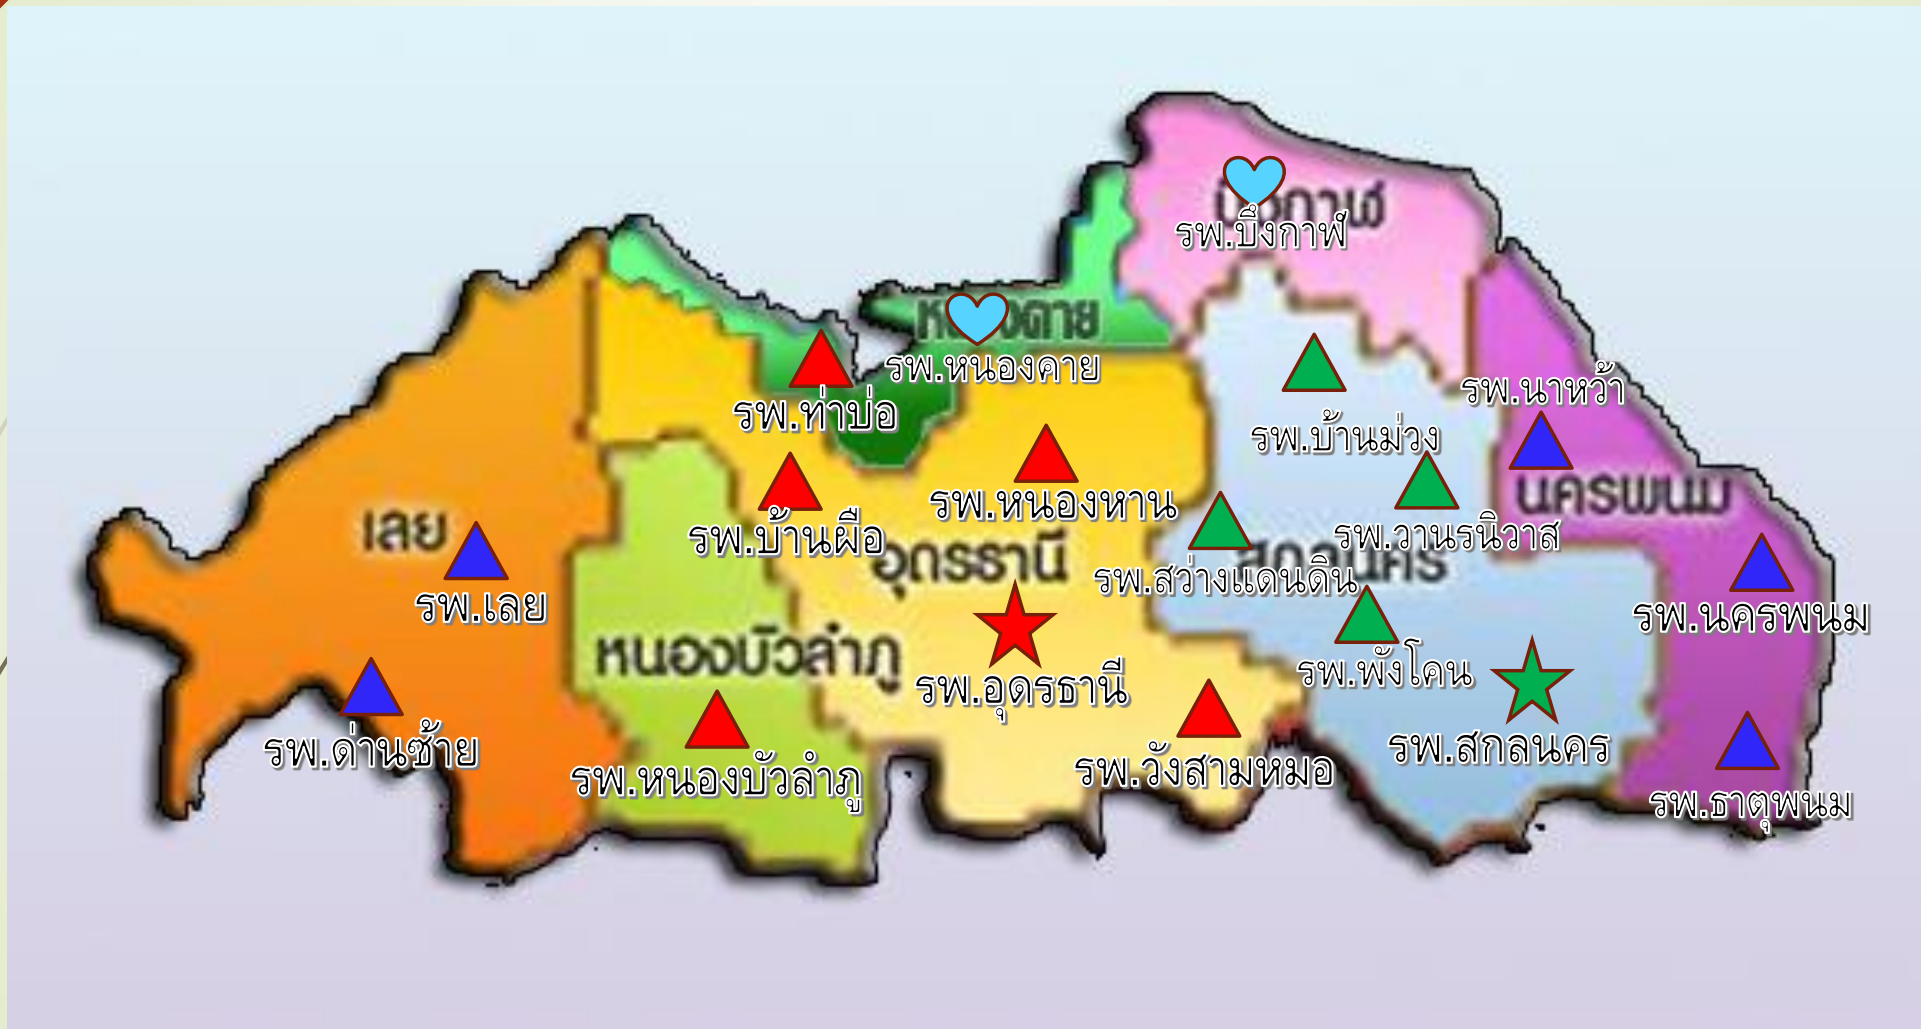 บึงกาฬ
รพ.บึงกาฬ
รพ.หนองคาย
รพ.นาหว้า
รพ.ท่าบ่อ
รพ.บ้านม่วง
รพ.หนองหาน
นครพนม
เลย
รพ.บ้านผือ
รพ.วานรนิวาส
อุดรธานี
สกลนคร
รพ.สว่างแดนดิน
รพ.เลย
รพ.นครพนม
หนองบัวลำภู
รพ.พังโคน
รพ.อุดรธานี
รพ.ด่านซ้าย
รพ.สกลนคร
รพ.หนองบัวลำภู
รพ.วังสามหมอ
รพ.ธาตุพนม